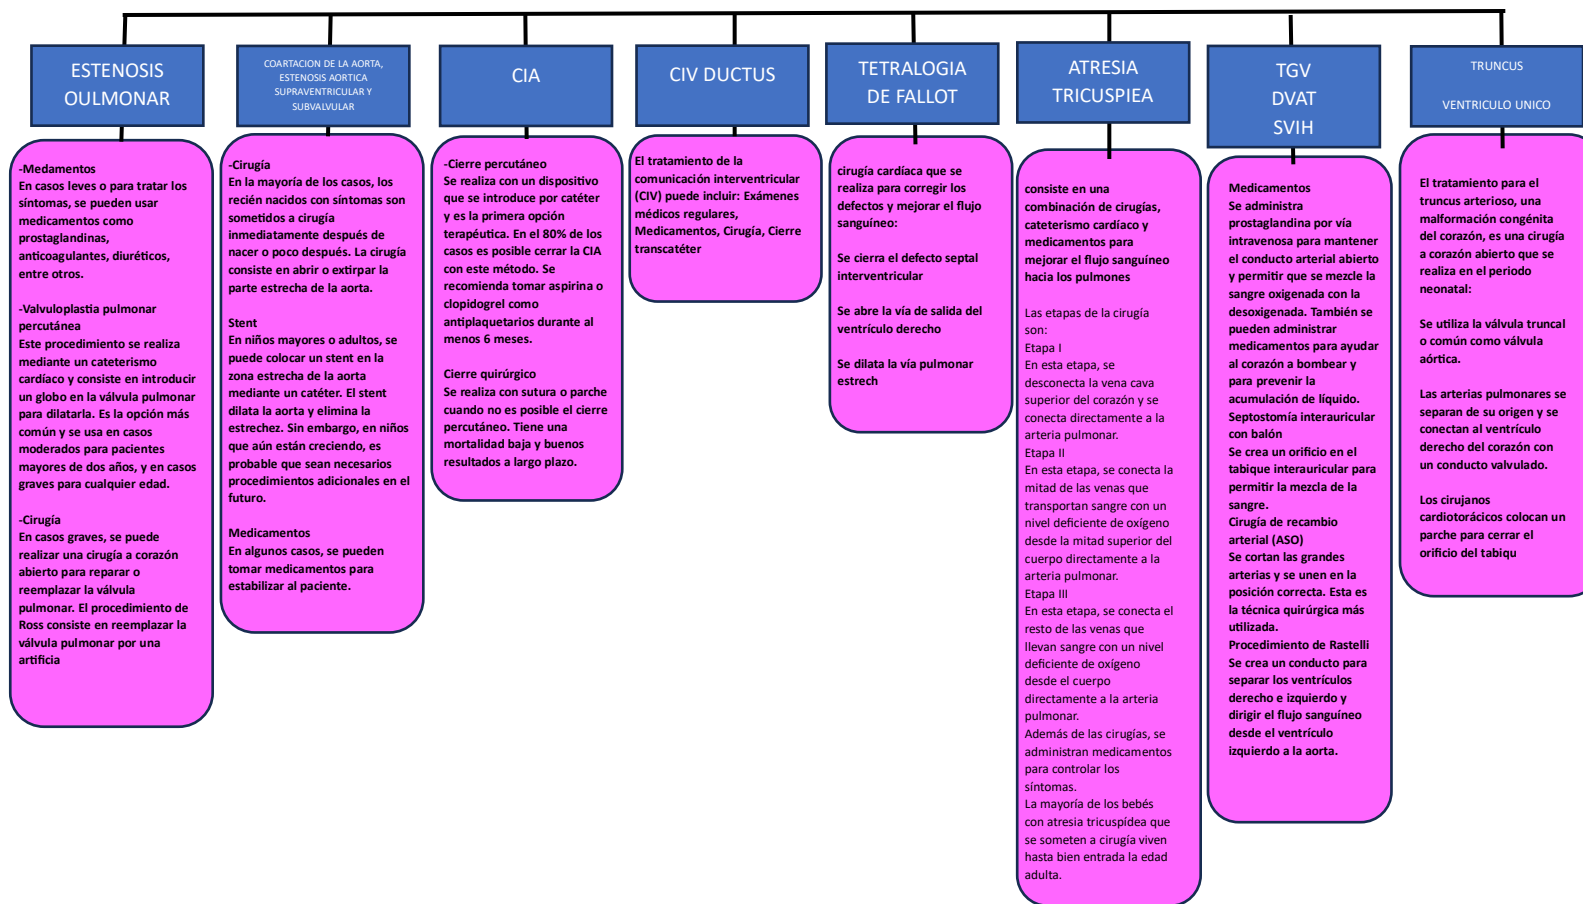 ESTENOSIS
OULMONAR
-Medamentos
En casos leves o para tratar los
síntomas, se pueden usar
medicamentos como
prostaglandinas,
anticoagulantes, diuréticos,
entre otros.
-Valvuloplastia pulmonar
percutánea
Este procedimiento se realiza
mediante un cateterismo
cardíaco y consiste en introducir
un globo en la válvula pulmonar
para dilatarla. Es la opción más
común y se usa en casos
moderados para pacientes
mayores de dos años, y en casos
graves para cualquier edad.
-Cirugía
En casos graves, se puede
realizar una cirugía a corazón
abierto para reparar o
reemplazar la válvula
pulmonar. El procedimiento de
Ross consiste en reemplazar la
válvula pulmonar por una
artificia
COARTACION DE LA AORTA,
ESTENOSIS AORTICA
SUPRAVENTRICULAR Y
SUBVALVULAR
-Cirugía
En la mayoría de los casos, los
recién nacidos con síntomas son
sometidos a cirugía
inmediatamente después de
nacer o poco después. La cirugía
consiste en abrir o extirpar la
parte estrecha de la aorta.
Stent
En niños mayores o adultos, se
puede colocar un stent en la
zona estrecha de la aorta
mediante un catéter. El stent
dilata la aorta y elimina la
estrechez. Sin embargo, en niños
que aún están creciendo, es
probable que sean necesarios
procedimientos adicionales en el
futuro.
Medicamentos
En algunos casos, se pueden
tomar medicamentos para
estabilizar al paciente.
CIA
-Cierre percutáneo
Se realiza con un dispositivo
que se introduce por catéter
y es la primera opción
terapéutica. En el 80% de los
casos es posible cerrar la CIA
con este método. Se
recomienda tomar aspirina o
clopidogrel como
antiplaquetarios durante al
menos 6 meses.
Cierre quirúrgico
Se realiza con sutura o parche
cuando no es posible el cierre
percutáneo. Tiene una
mortalidad baja y buenos
resultados a largo plazo.
CIV DUCTUS
El tratamiento de la
comunicación interventricular
(CIV) puede incluir: Exámenes
médicos regulares,
Medicamentos, Cirugía, Cierre
transcatéter
TETRALOGIA
DE FALLOT
cirugía cardíaca que se
realiza para corregir los
defectos y mejorar el flujo
sanguíneo:
Se cierra el defecto septal
interventricular
Se abre la vía de salida del
ventrículo derecho
Se dilata la vía pulmonar
estrech
ATRESIA
TRICUSPIEA
consiste en una
combinación de cirugías,
cateterismo cardíaco y
medicamentos para
mejorar el flujo sanguíneo
hacia los pulmones
Las etapas de la cirugía
son:
Etapa I
En esta etapa, se
desconecta la vena cava
superior del corazón y se
conecta directamente a la
arteria pulmonar.
Etapa II
En esta etapa, se conecta la
mitad de las venas que
transportan sangre con un
nivel deficiente de oxígeno
desde la mitad superior del
cuerpo directamente a la
arteria pulmonar.
Etapa III
En esta etapa, se conecta el
resto de las venas que
llevan sangre con un nivel
deficiente de oxígeno
desde el cuerpo
directamente a la arteria
pulmonar.
Además de las cirugías, se
administran medicamentos
para controlar los
síntomas.
La mayoría de los bebés
con atresia tricuspídea que
se someten a cirugía viven
hasta bien entrada la edad
adulta.
TGV
DVAT
SVIH
Medicamentos
Se administra
prostaglandina por vía
intravenosa para mantener
el conducto arterial abierto
y permitir que se mezcle la
sangre oxigenada con la
desoxigenada. También se
pueden administrar
medicamentos para ayudar
al corazón a bombear y
para prevenir la
acumulación de líquido.
Septostomía interauricular
con balón
Se crea un orificio en el
tabique interauricular para
permitir la mezcla de la
sangre.
Cirugía de recambio
arterial (ASO)
Se cortan las grandes
arterias y se unen en la
posición correcta. Esta es
la técnica quirúrgica más
utilizada.
Procedimiento de Rastelli
Se crea un conducto para
separar los ventrículos
derecho e izquierdo y
dirigir el flujo sanguíneo
desde el ventrículo
izquierdo a la aorta.
TRUNCUS
VENTRICULO UNICO
El tratamiento para el
truncus arterioso, una
malformación congénita
del corazón, es una cirugía
a corazón abierto que se
realiza en el periodo
neonatal:
Se utiliza la válvula truncal
o común como válvula
aórtica.
Las arterias pulmonares se
separan de su origen y se
conectan al ventrículo
derecho del corazón con
un conducto valvulado.
Los cirujanos
cardiotorácicos colocan un
parche para cerrar el
orificio del tabiqu